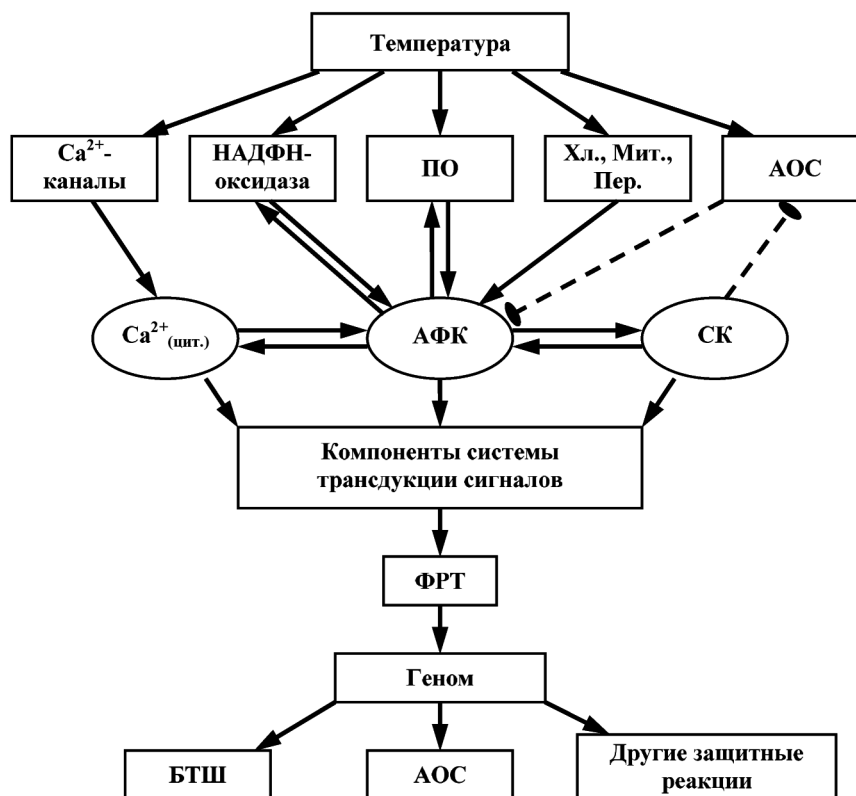 Температура
Ca²⁺-
каналы
НАДФН-
оксидаза
ПО
Хл., Мит.,
Пер.
АОС
Ca²⁺(цит.)
АФК
СК
Компоненты системы
трансдукции сигналов
ФРТ
Геном
БТШ
АОС
Другие защитные
реакции